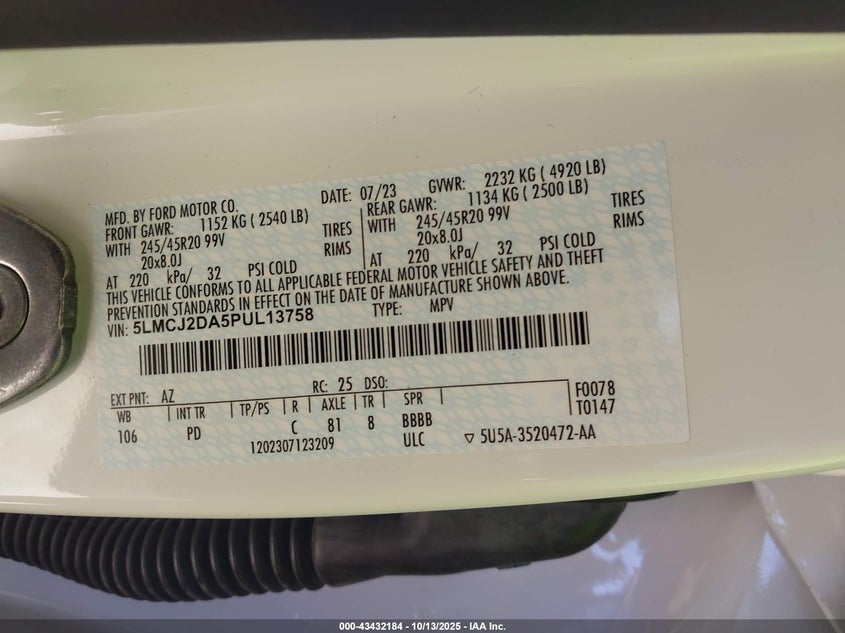 MFD. BY FORD MOTOR CO.
DATE: 07/23 GVWR: 2232 KG ( 4920 LB)
FRONT GAWR: 1152 KG ( 2540 LB)
WITH 245/45R20 99V TIRES
20x8.0J RIMS
AT 220 kPa/ 32 PSI COLD
REAR GAWR: 1134 KG ( 2500 LB)
WITH 245/45R20 99V TIRES
20x8.0J RIMS
AT 220 kPa/ 32 PSI COLD
THIS VEHICLE CONFORMS TO ALL APPLICABLE FEDERAL MOTOR VEHICLE SAFETY AND THEFT
PREVENTION STANDARDS IN EFFECT ON THE DATE OF MANUFACTURE SHOWN ABOVE.
VIN: 5LMCJ2DA5PUL13758 TYPE: MPV
EXT PNT: AZ RC: 25 DSO:
WB INT TR TP/PS R AXLE TR SPR F0078
106 PD C 81 8 BBBB T0147
1202307123209 ULC ▽ 5U5A-3520472-AA
000-43432184 - 10/13/2025 - IAA Inc.